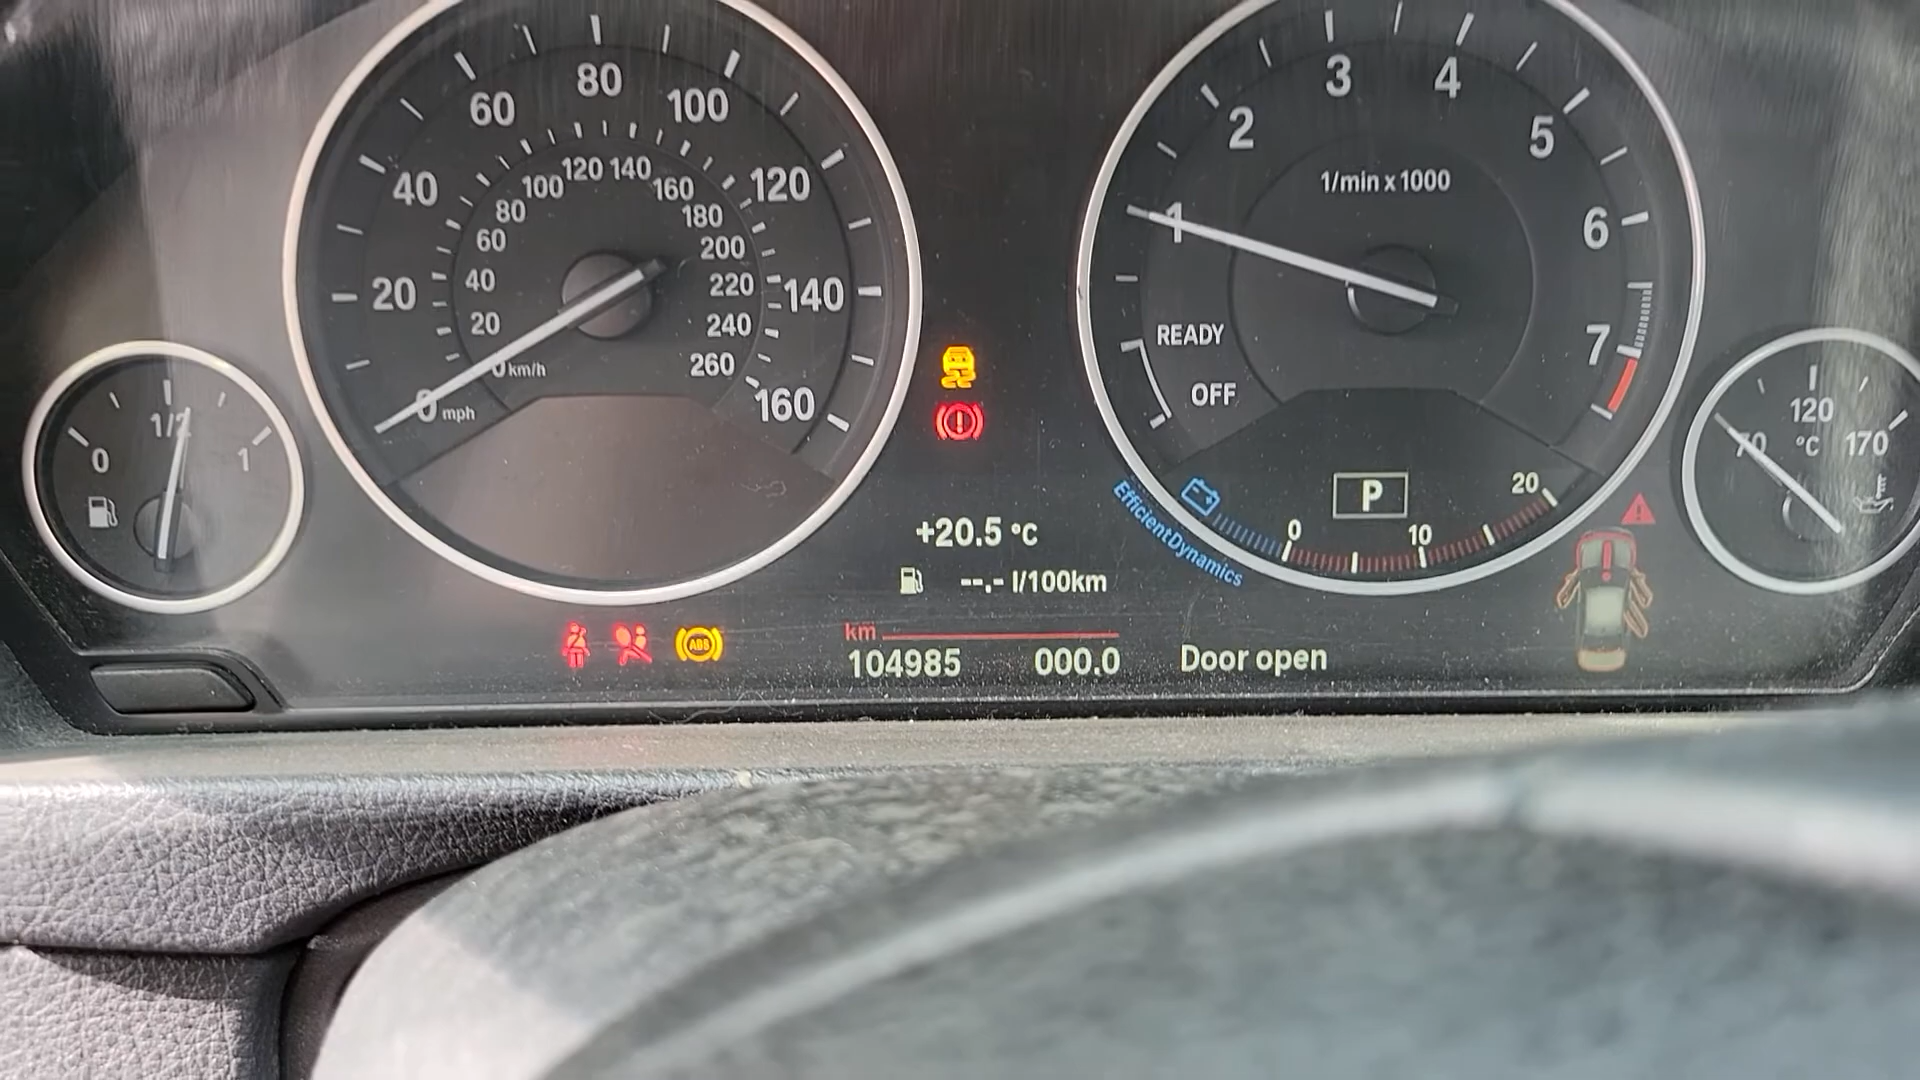 20
40
60
80
100
120
140
160
0 mph
0 km/h
20
40
60
80
100
120
140
160
180
200
220
240
260
0
1/2
1
1
2
3
4
5
6
7
1/min x 1000
READY
OFF
P
0
10
20
EfficientDynamics
70
120
170
°C
+20.5 °C
--.- l/100km
ABS
km
104985 000.0
Door open